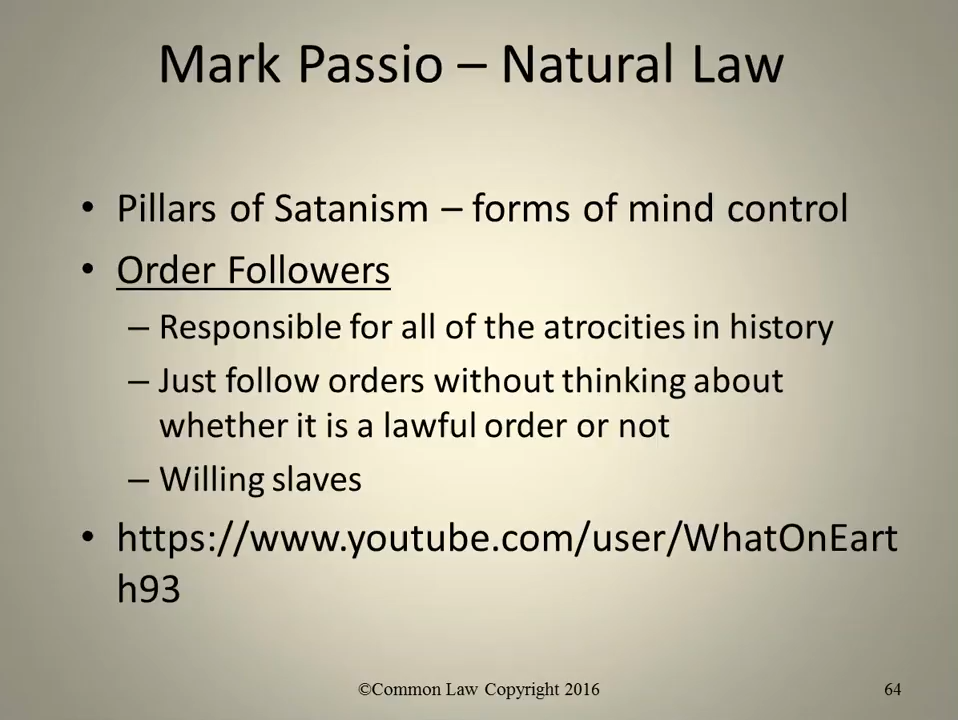 Mark Passio – Natural Law
• Pillars of Satanism – forms of mind control
• Order Followers
– Responsible for all of the atrocities in history
– Just follow orders without thinking about
whether it is a lawful order or not
– Willing slaves
• https://www.youtube.com/user/WhatOnEart
h93
©Common Law Copyright 2016
64